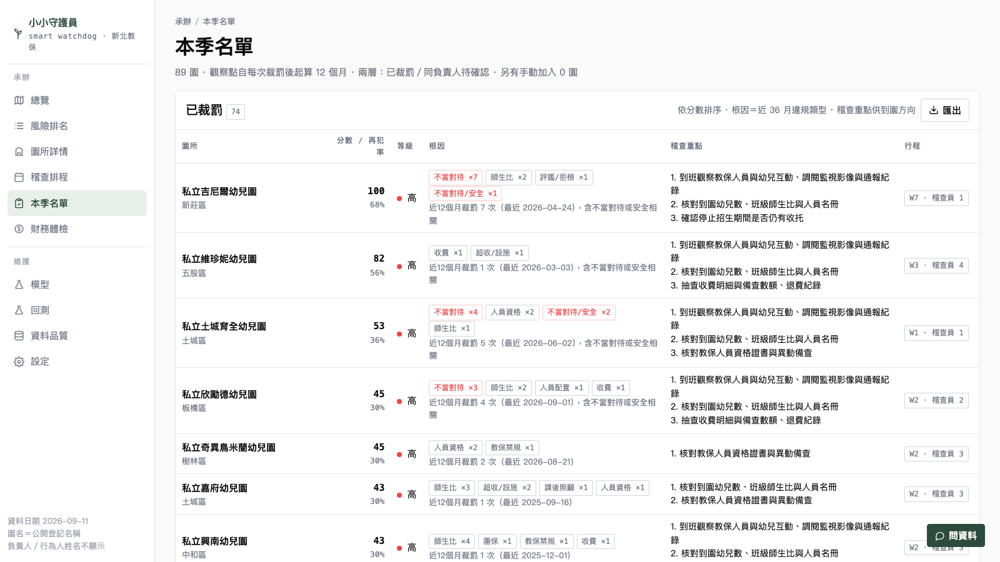 小小守護員
smart watchdog · 新北教
保
承辦
總覽
風險排名
園所詳情
稽查排程
本季名單
財務體檢
維護
模型
回測
資料品質
設定
資料日期 2026-09-11
園名＝公開登記名稱
負責人 / 行為人姓名不顯示
承辦 / 本季名單
本季名單
89 園 · 觀察點自每次裁罰後起算 12 個月 · 兩層：已裁罰 / 同負責人待確認 · 另有手動加入 0 園
已裁罰 74
依分數排序 · 根因＝近 36 月違規類型 · 稽查重點供到園方向
匯出
園所
分數 / 再犯
率
等級
根因
稽查重點
行程
私立吉尼爾幼兒園
新莊區
100
68%
高
不當對待 ×7 師生比 ×2 評鑑/拒檢 ×1
不當對待/安全 ×1
近12個月裁罰 7 次（最近 2026-04-24），含不當對待或安全相
關
1. 到班觀察教保人員與幼兒互動、調閱監視影像與通報紀
錄
2. 核對到園幼兒數、班級師生比與人員名冊
3. 確認停止招生期間是否仍有收托
W7 · 稽查員 1
私立維珍妮幼兒園
五股區
82
56%
高
收費 ×1 超收/設施 ×1
近12個月裁罰 1 次（最近 2026-03-03），含不當對待或安全相
關
1. 到班觀察教保人員與幼兒互動、調閱監視影像與通報紀
錄
2. 核對到園幼兒數、班級師生比與人員名冊
3. 抽查收費明細與備查數額、退費紀錄
W3 · 稽查員 4
私立土城育全幼兒園
土城區
53
36%
高
不當對待 ×4 人員資格 ×2 不當對待/安全 ×2
師生比 ×1
近12個月裁罰 5 次（最近 2026-06-02），含不當對待或安全相
關
1. 到班觀察教保人員與幼兒互動、調閱監視影像與通報紀
錄
2. 核對到園幼兒數、班級師生比與人員名冊
3. 核對教保人員資格證書與異動備查
W1 · 稽查員 1
私立欣勵德幼兒園
板橋區
45
30%
高
不當對待 ×3 師生比 ×2 人員配置 ×1 收費 ×1
近12個月裁罰 4 次（最近 2026-09-01），含不當對待或安全相
關
1. 到班觀察教保人員與幼兒互動、調閱監視影像與通報紀
錄
2. 核對到園幼兒數、班級師生比與人員名冊
3. 抽查收費明細與備查數額、退費紀錄
W2 · 稽查員 2
私立奇異鳥米蘭幼兒園
樹林區
45
30%
高
人員資格 ×2 教保禁規 ×1
近12個月裁罰 2 次（最近 2026-08-21）
1. 核對教保人員資格證書與異動備查
W2 · 稽查員 3
私立嘉府幼兒園
土城區
43
30%
高
師生比 ×3 超收/設施 ×2 課後照顧 ×1 人員資格 ×1
近12個月裁罰 1 次（最近 2025-09-16）
1. 核對到園幼兒數、班級師生比與人員名冊
2. 核對教保人員資格證書與異動備查
W2 · 稽查員 3
私立興南幼兒園
中和區
43
30%
高
師生比 ×4 團保 ×1 教保禁規 ×1 收費 ×1
近12個月裁罰 1 次（最近 2025-12-01）
1. 到班觀察教保人員與幼兒互動、調閱監視影像與通報紀
錄
2. 核對到園幼兒數、班級師生比與人員名冊
W2 · 稽查員 3
問資料